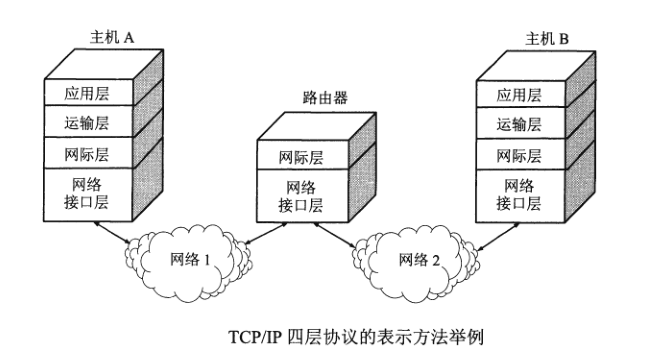 主机 A
主机 B
路由器
应用层
运输层
网际层
网络
接口层
网际层
网络
接口层
应用层
运输层
网际层
网络
接口层
网络 1
网络 2
TCP/IP 四层协议的表示方法举例